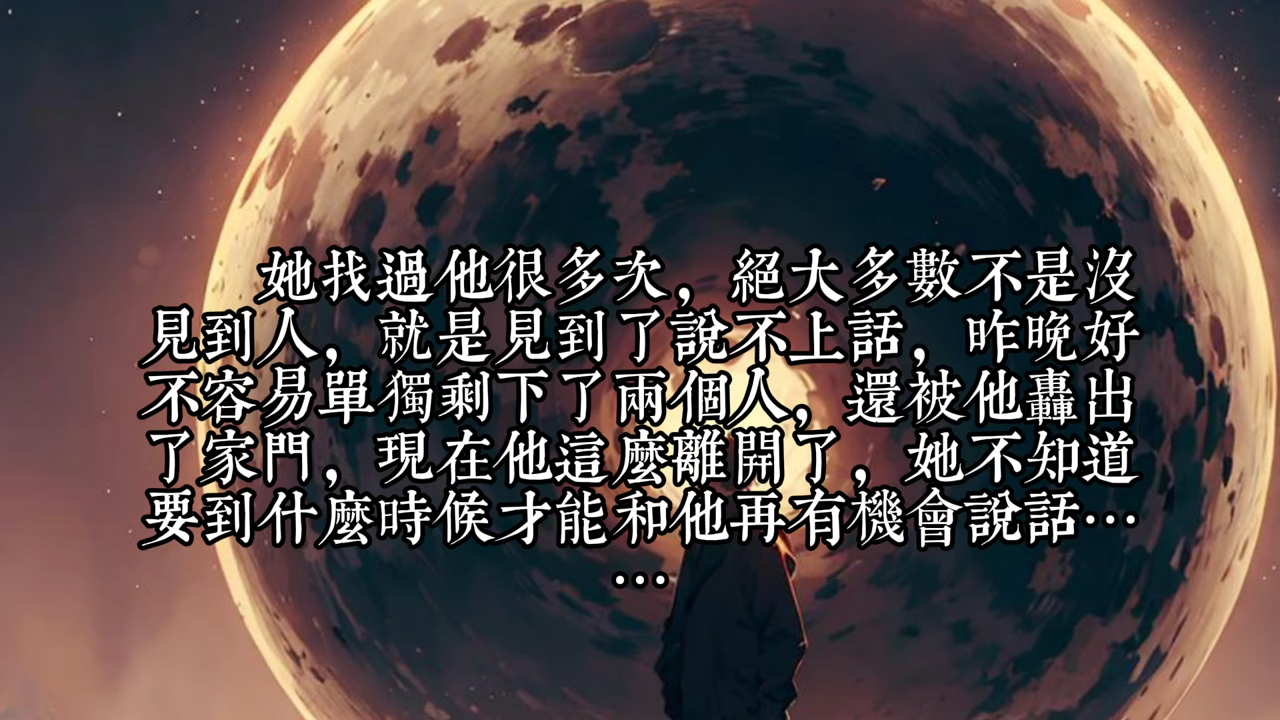 她找過他很多次，絕大多數不是沒
見到人，就是見到了說不上話，昨晚好
不容易單獨剩下了兩個人，還被他轟出
了家門，現在他這麼離開了，她不知道
要到什麼時候才能和他再有機會說話…
…